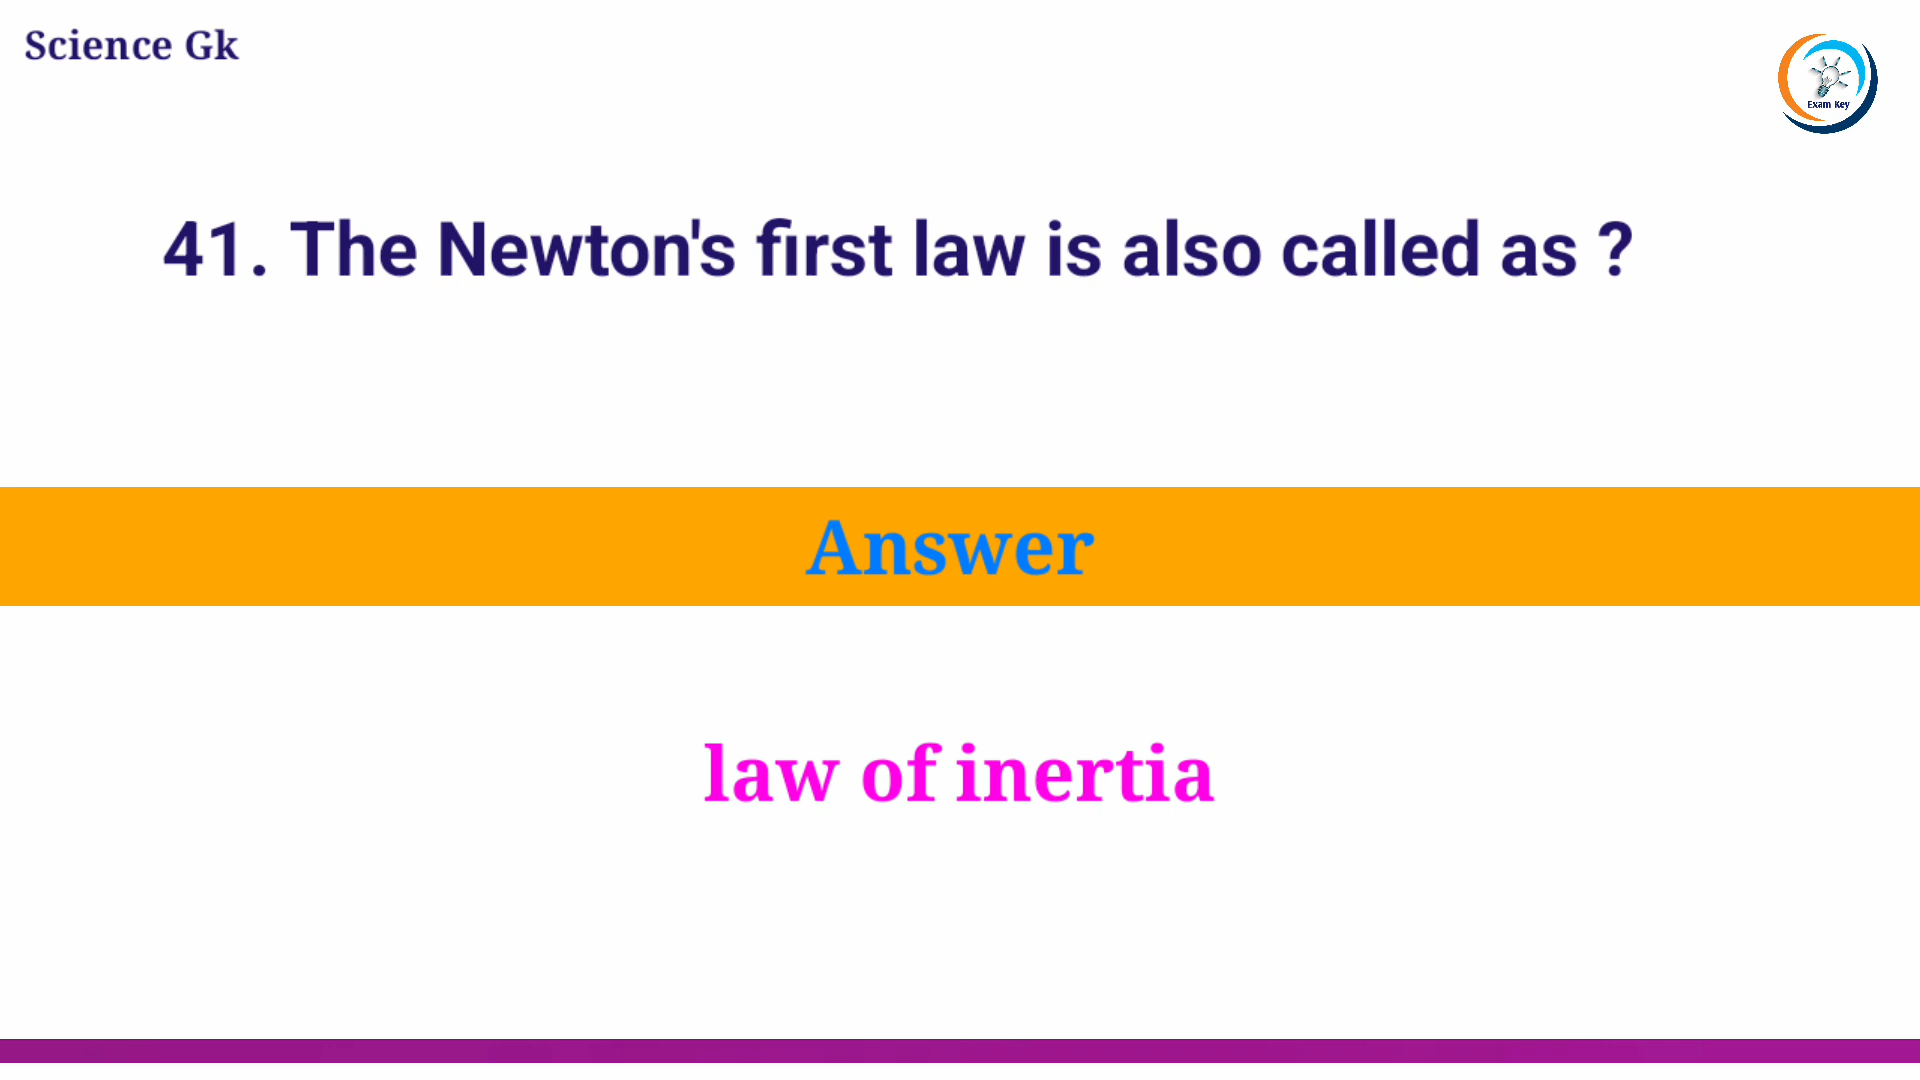 Science Gk
Exam Key
41. The Newton's first law is also called as ?
Answer
law of inertia